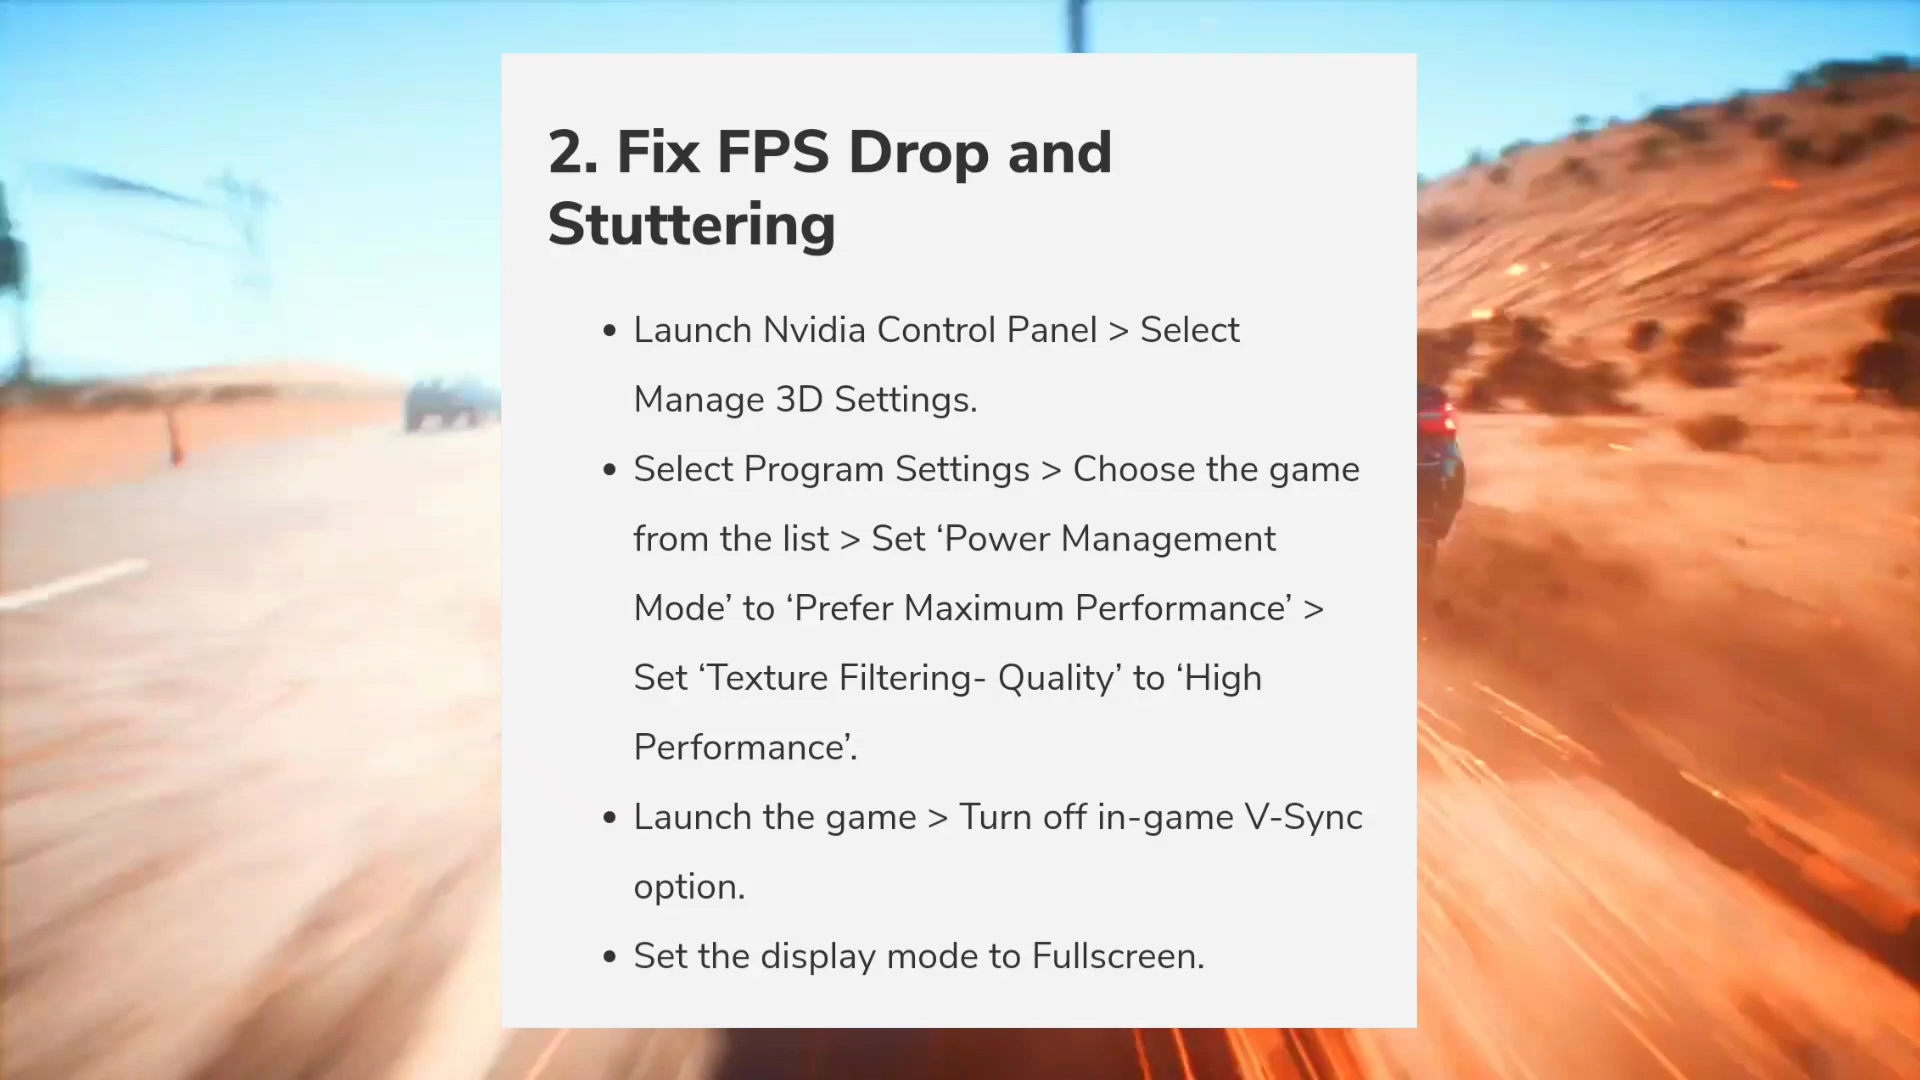 2. Fix FPS Drop and
Stuttering
• Launch Nvidia Control Panel > Select
Manage 3D Settings.
• Select Program Settings > Choose the game
from the list > Set ‘Power Management
Mode’ to ‘Prefer Maximum Performance’ >
Set ‘Texture Filtering- Quality’ to ‘High
Performance’.
• Launch the game > Turn off in-game V-Sync
option.
• Set the display mode to Fullscreen.